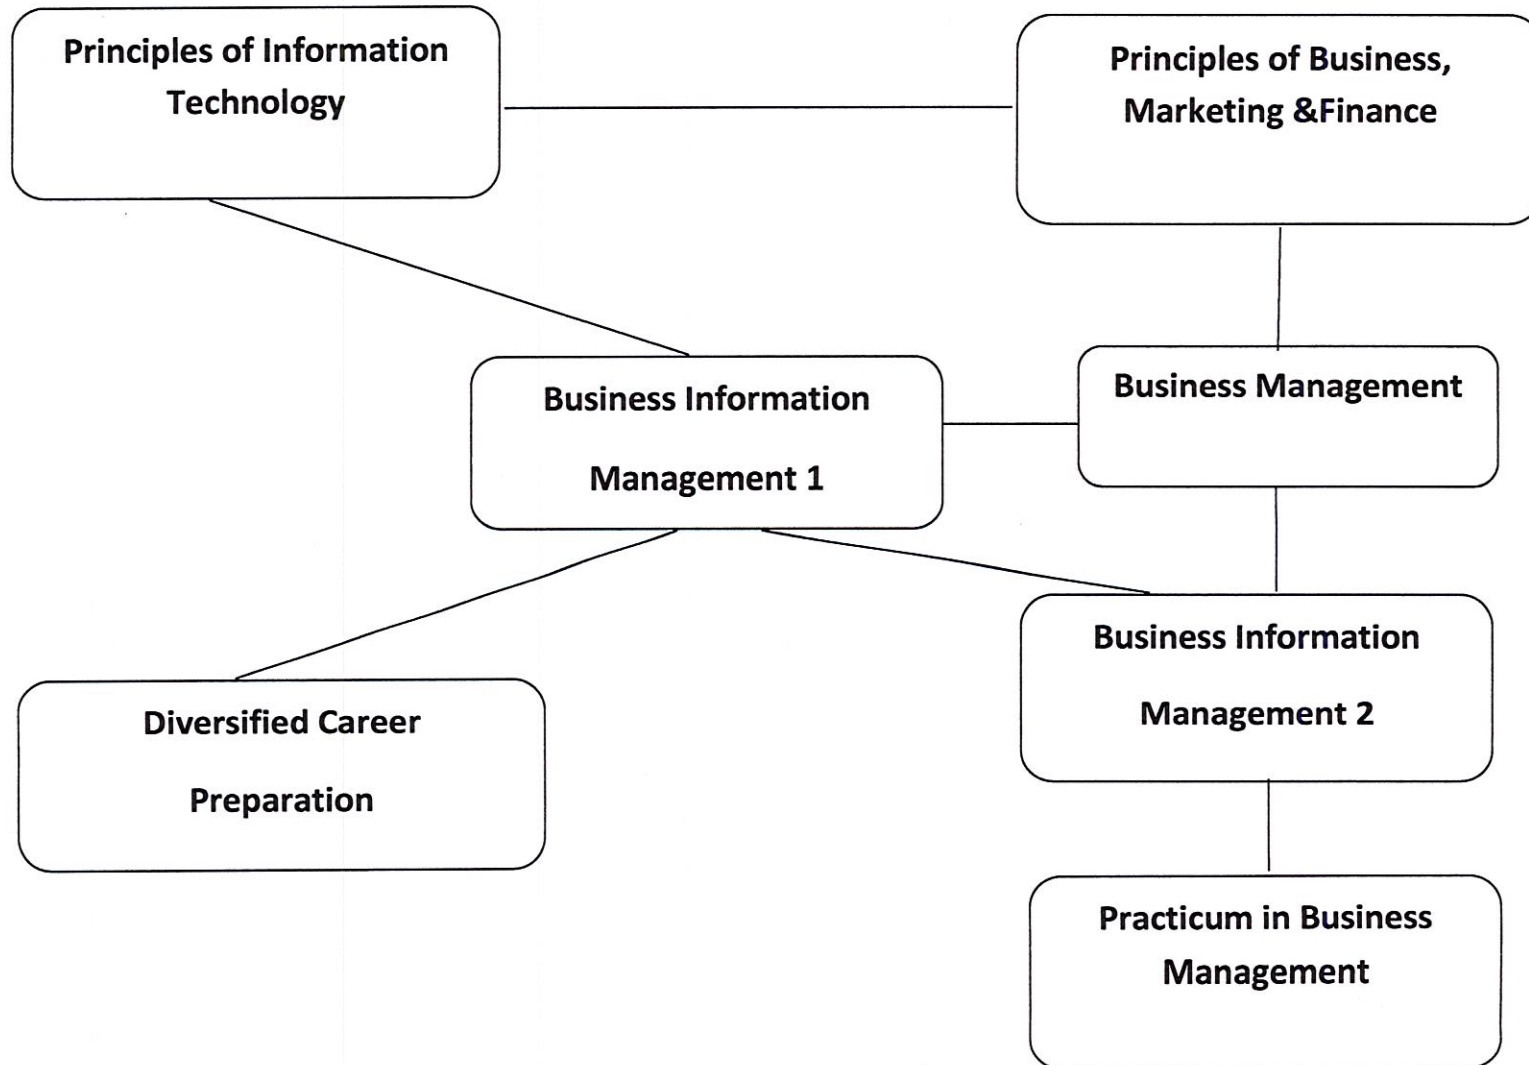 Principles of Information
Technology
Principles of Business,
Marketing &Finance
Business Information
Management 1
Business Management
Business Information
Management 2
Diversified Career
Preparation
Practicum in Business
Management